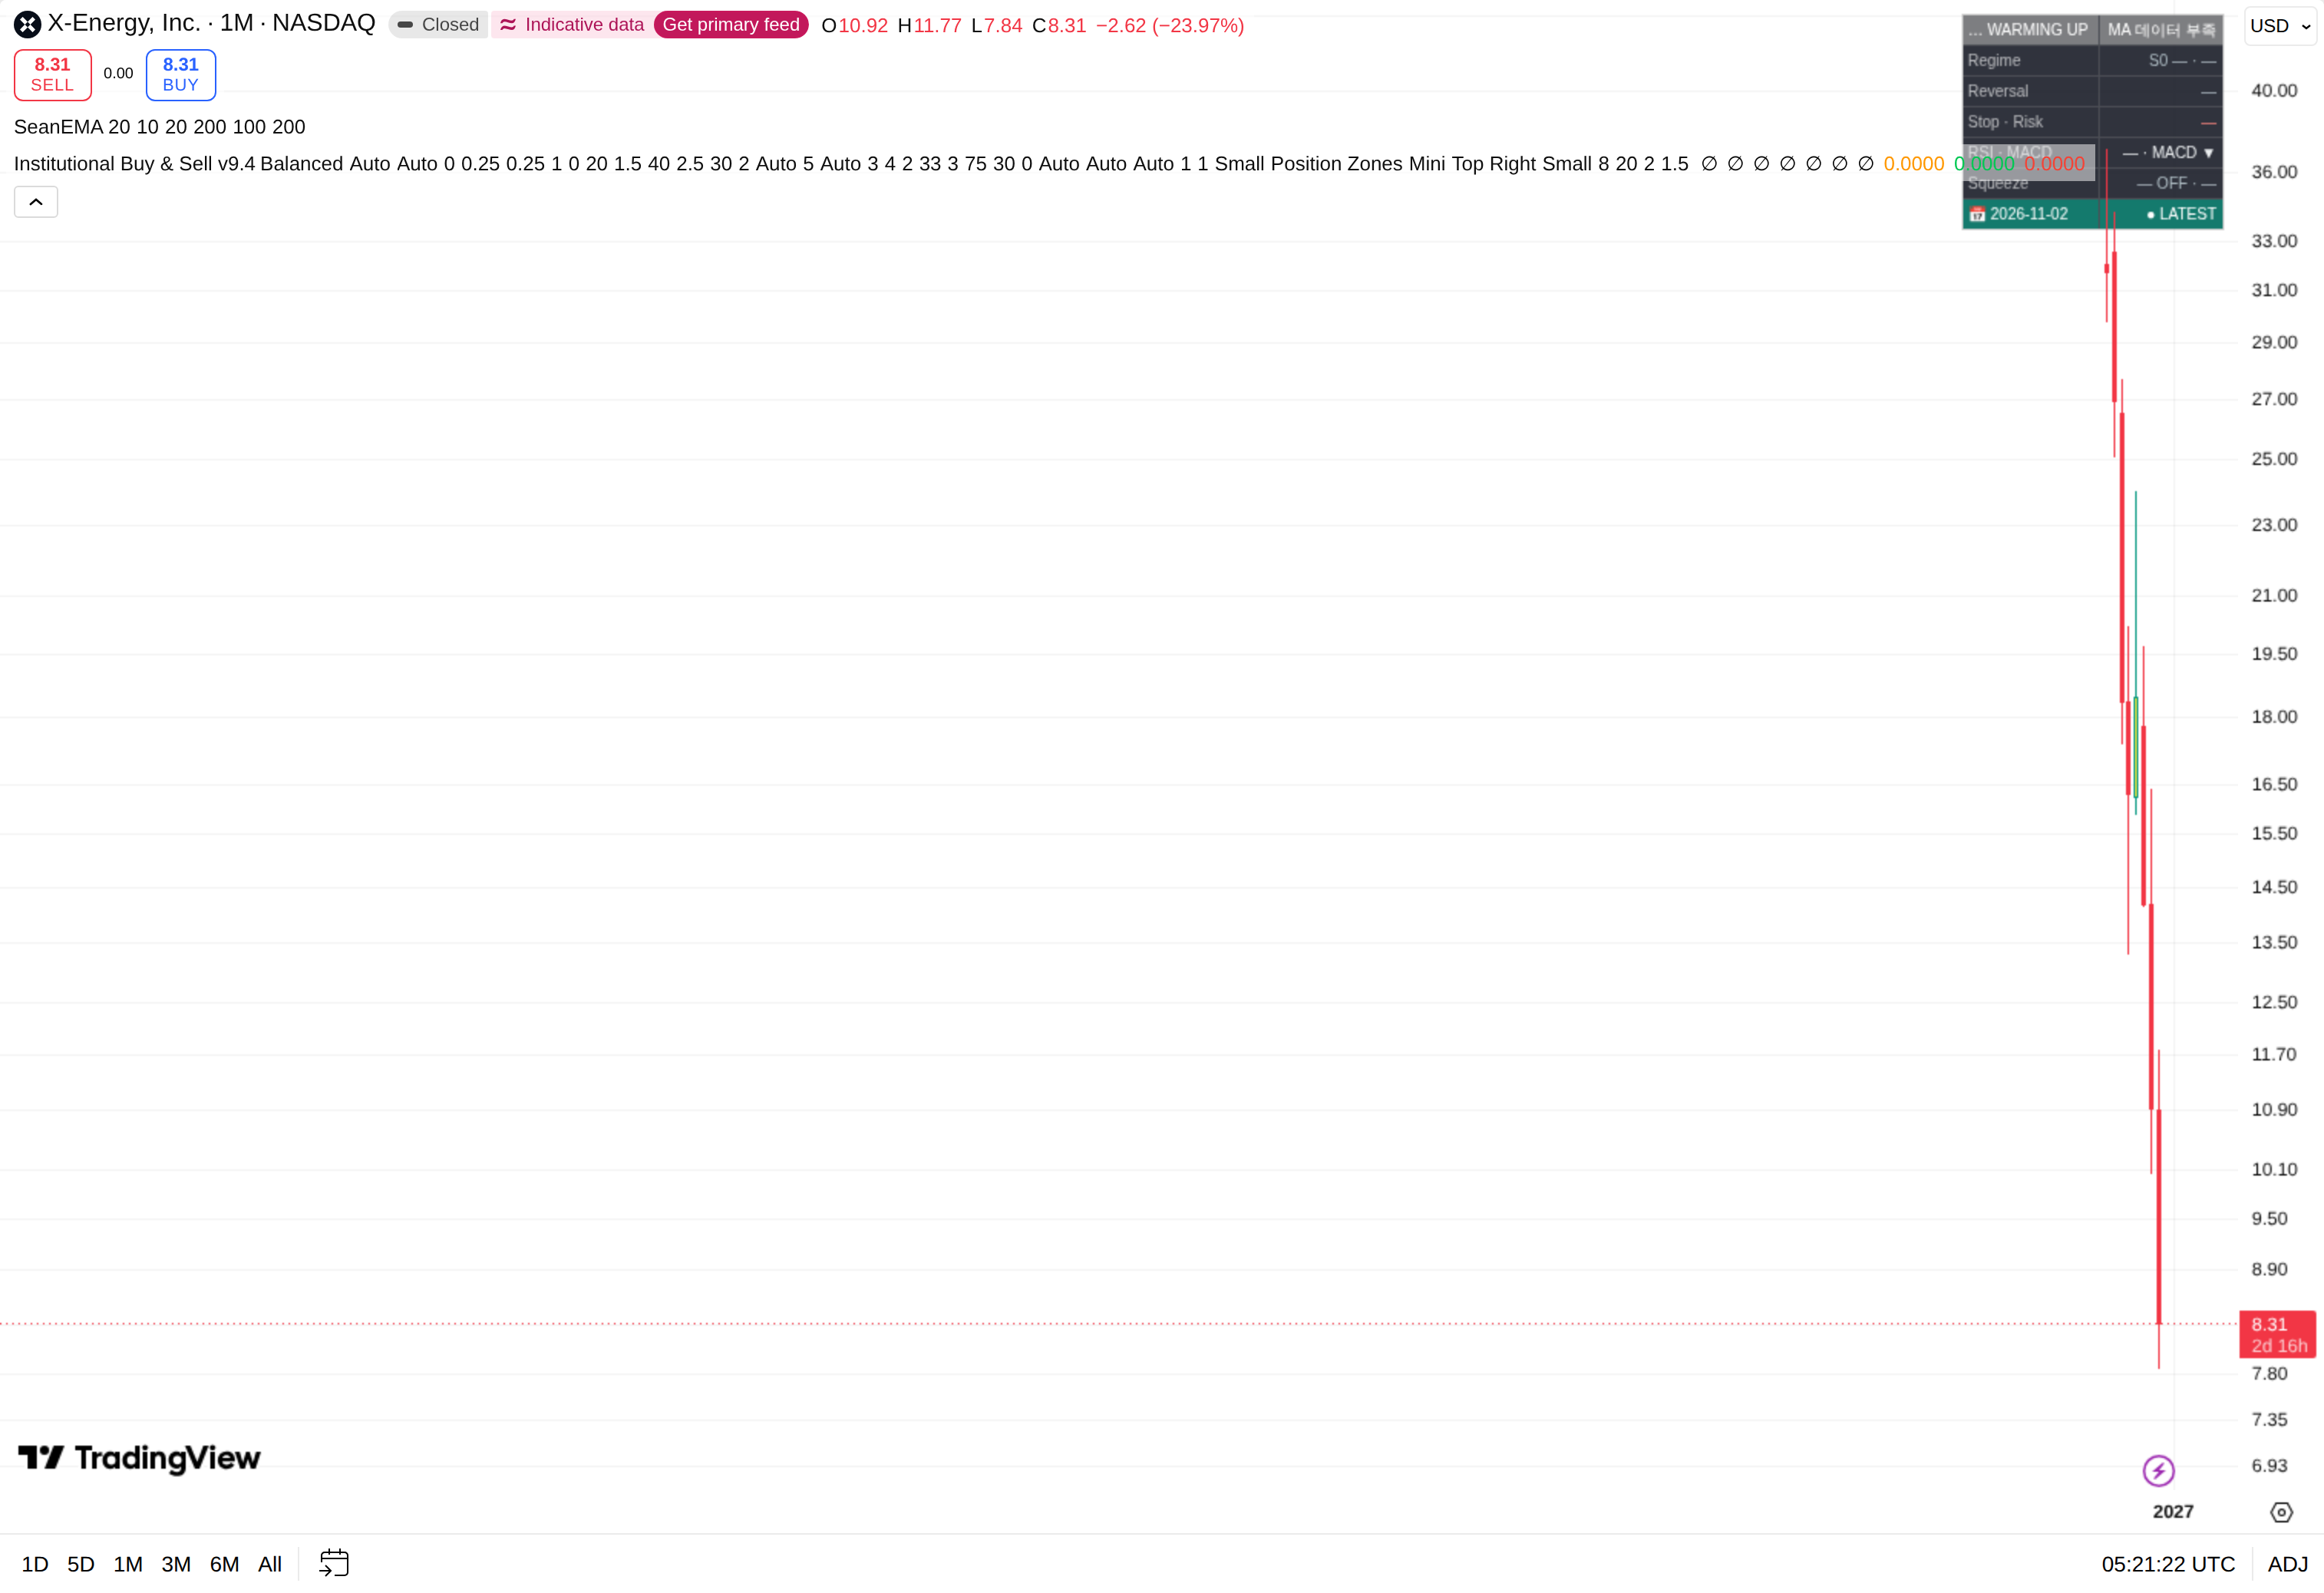 X-Energy, Inc. · 1M · NASDAQ Closed Indicative data Get primary feed O10.92 H11.77 L7.84 C8.31 −2.62 (−23.97%)
8.31 SELL 0.00 8.31 BUY
SeanEMA 20 10 20 200 100 200
Institutional Buy & Sell v9.4 Balanced Auto Auto 0 0.25 0.25 1 0 20 1.5 40 2.5 30 2 Auto 5 Auto 3 4 2 33 3 75 30 0 Auto Auto Auto 1 1 Small Position Zones Mini Top Right Small 8 20 2 1.5 ∅ ∅ ∅ ∅ ∅ ∅ ∅ 0.0000 0.0000 0.0000
... WARMING UP MA 데이터 부족
Regime S0 — · —
Reversal —
Stop · Risk —
RSI · MACD — · MACD ▼
Squeeze — OFF · —
2026-11-02 ● LATEST
USD
40.00
36.00
33.00
31.00
29.00
27.00
25.00
23.00
21.00
19.50
18.00
16.50
15.50
14.50
13.50
12.50
11.70
10.90
10.10
9.50
8.90
8.31
2d 16h
7.80
7.35
6.93
TradingView
2027
1D 5D 1M 3M 6M All 05:21:22 UTC ADJ